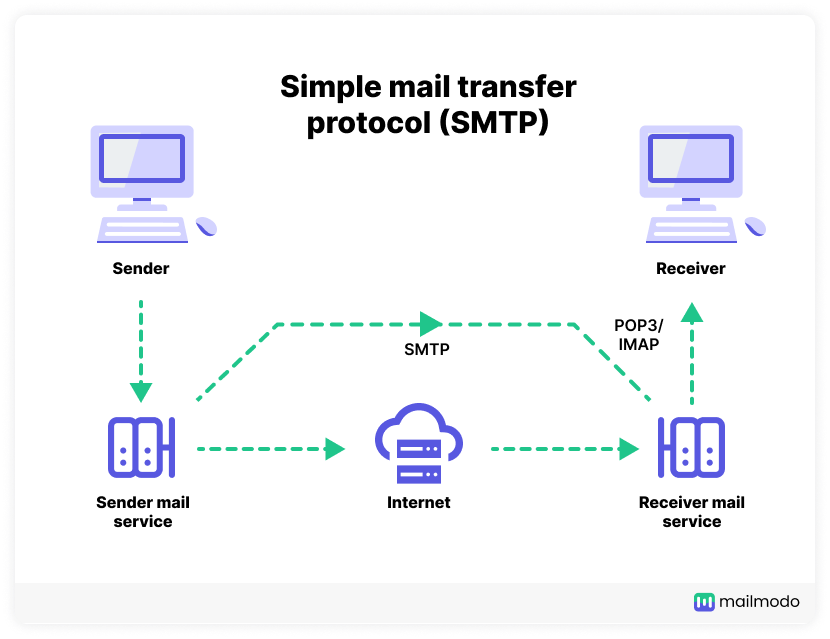 Simple mail transfer
protocol (SMTP)
Sender
Receiver
SMTP
POP3/
IMAP
Sender mail
service
Internet
Receiver mail
service
mailmodo